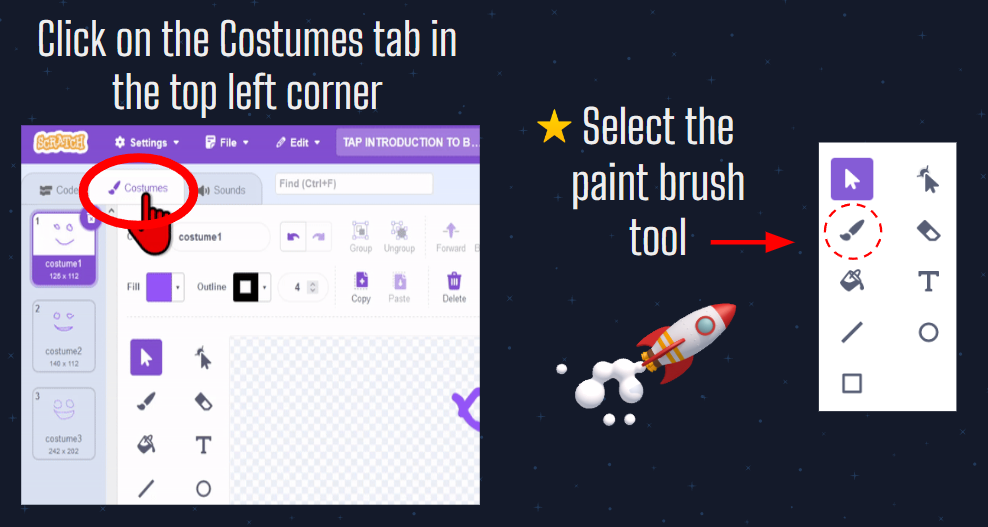 Click on the Costumes tab in
the top left corner
SCRATCH
Settings
File
Edit
TAP INTRODUCTION TO B...
Code
Costumes
Sounds
Find (Ctrl+F)
1
costume1
125 x 112
2
costume2
140 x 112
3
costume3
242 x 202
costume1
Group
Ungroup
Forward
Fill
Outline
4
Copy
Paste
Delete
T
Select the
paint brush
tool
T